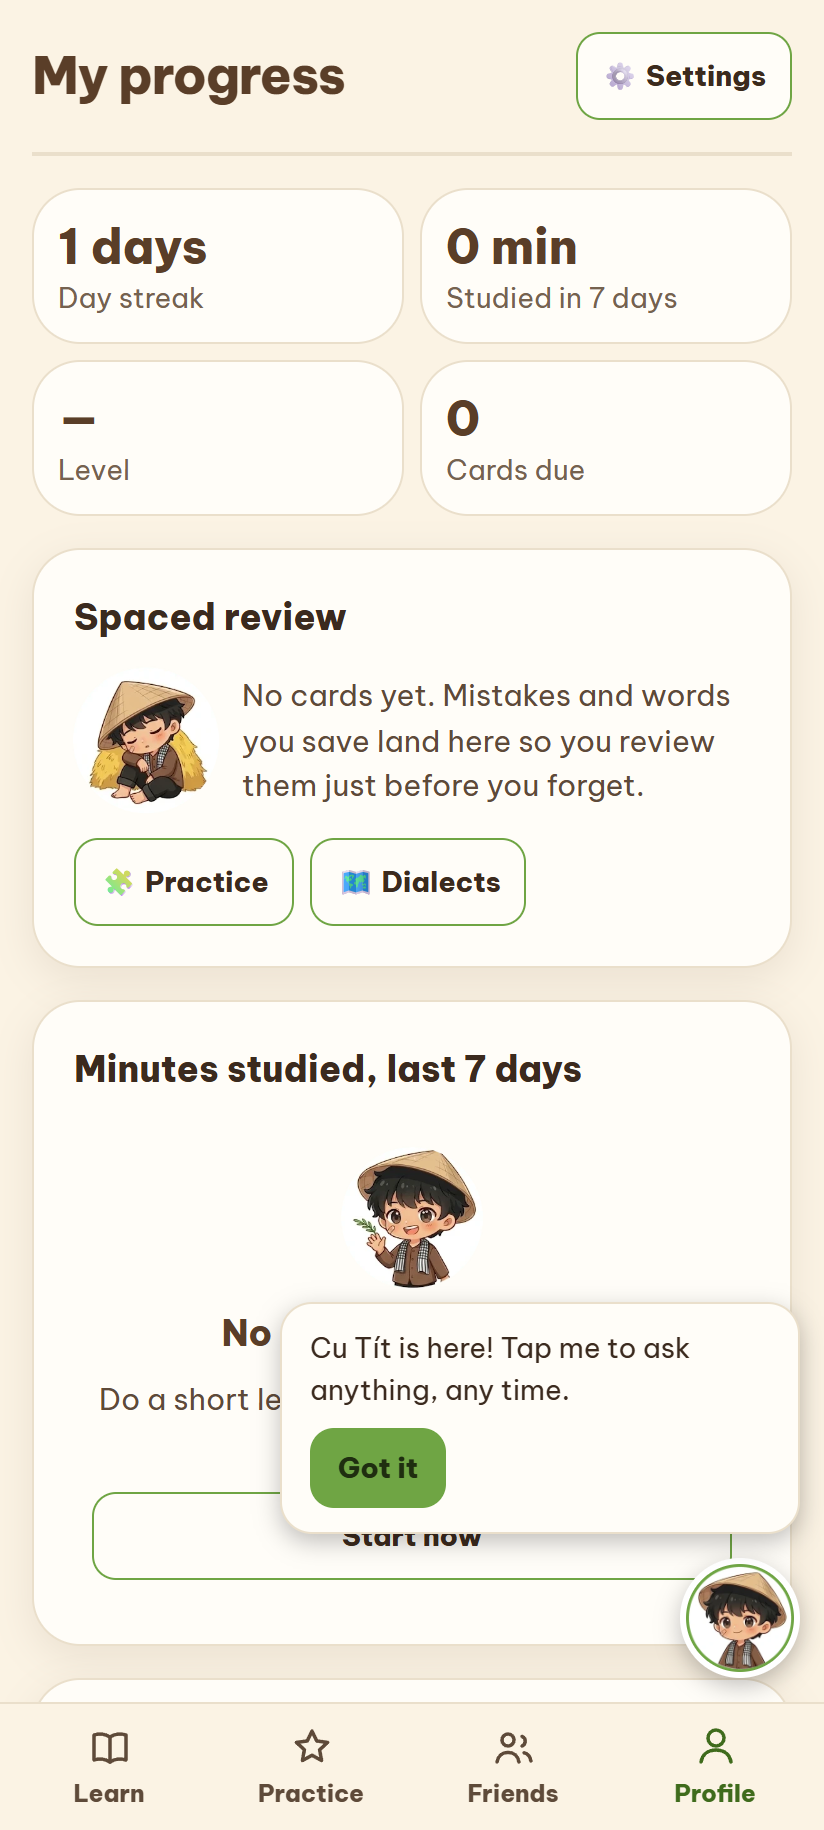 My progress
Settings
1 days
Day streak
0 min
Studied in 7 days
–
Level
0
Cards due
Spaced review
No cards yet. Mistakes and words
you save land here so you review
them just before you forget.
Practice
Dialects
Minutes studied, last 7 days
No
Do a short le
Cu Tít is here! Tap me to ask
anything, any time.
Got it
Start now
Learn
Practice
Friends
Profile